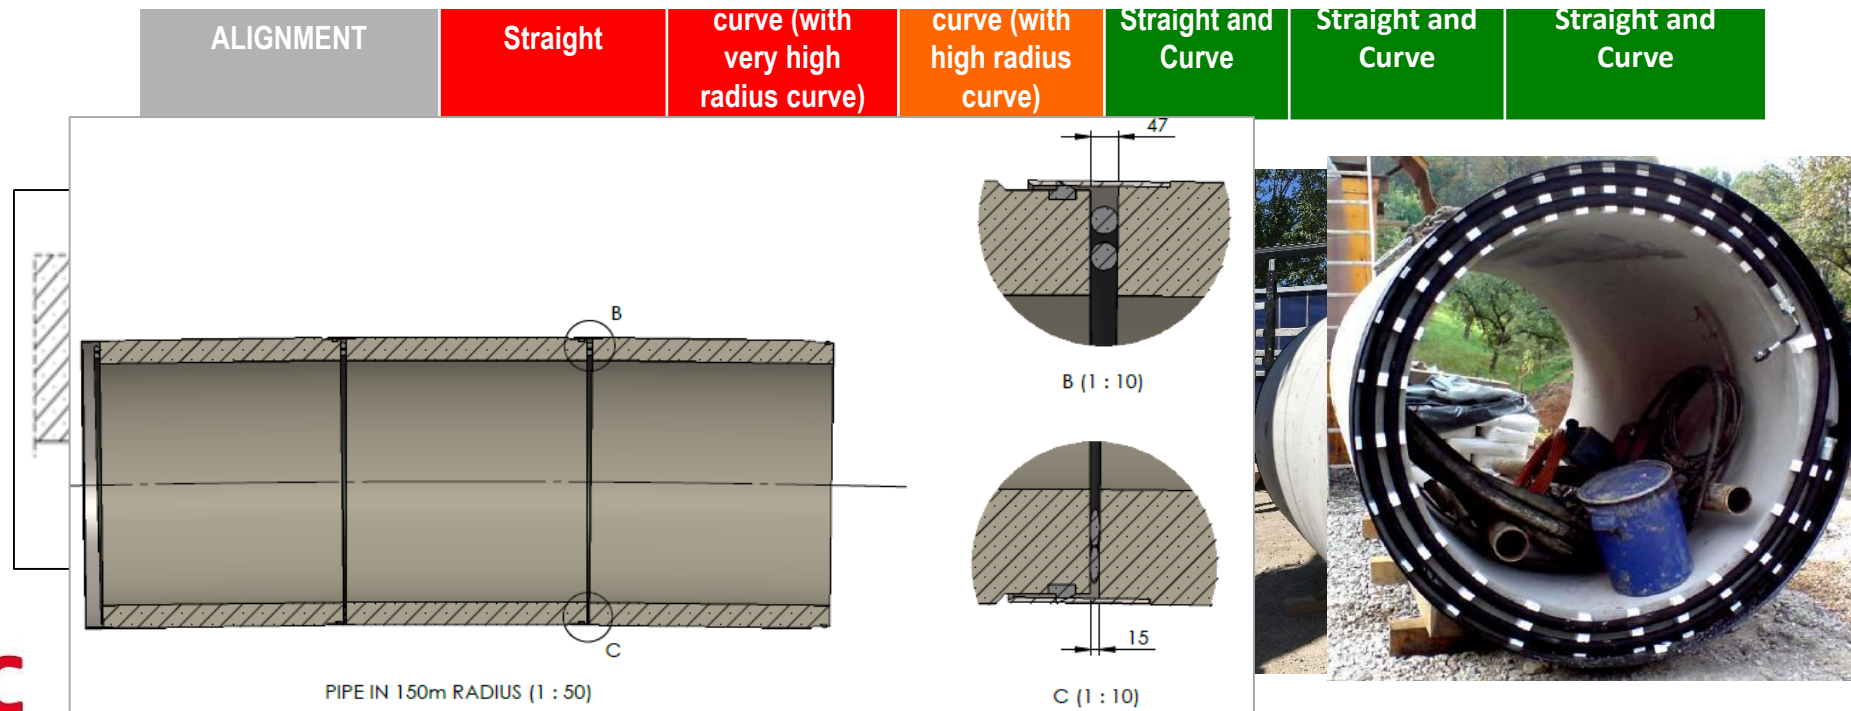 ALIGNMENT
Straight
curve (with
very high
radius curve)
curve (with
high radius
curve)
Straight and
Curve
Straight and
Curve
Straight and
Curve
47
B
B (1 : 10)
15
C
C (1 : 10)
PIPE IN 150m RADIUS (1 : 50)
C